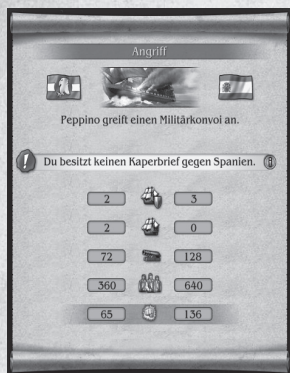 Angriff
Peppino greift einen Militärkonvoi an.
Du besitzt keinen Kaperbrief gegen Spanien.
2 3
2 0
72 128
360 640
65 136